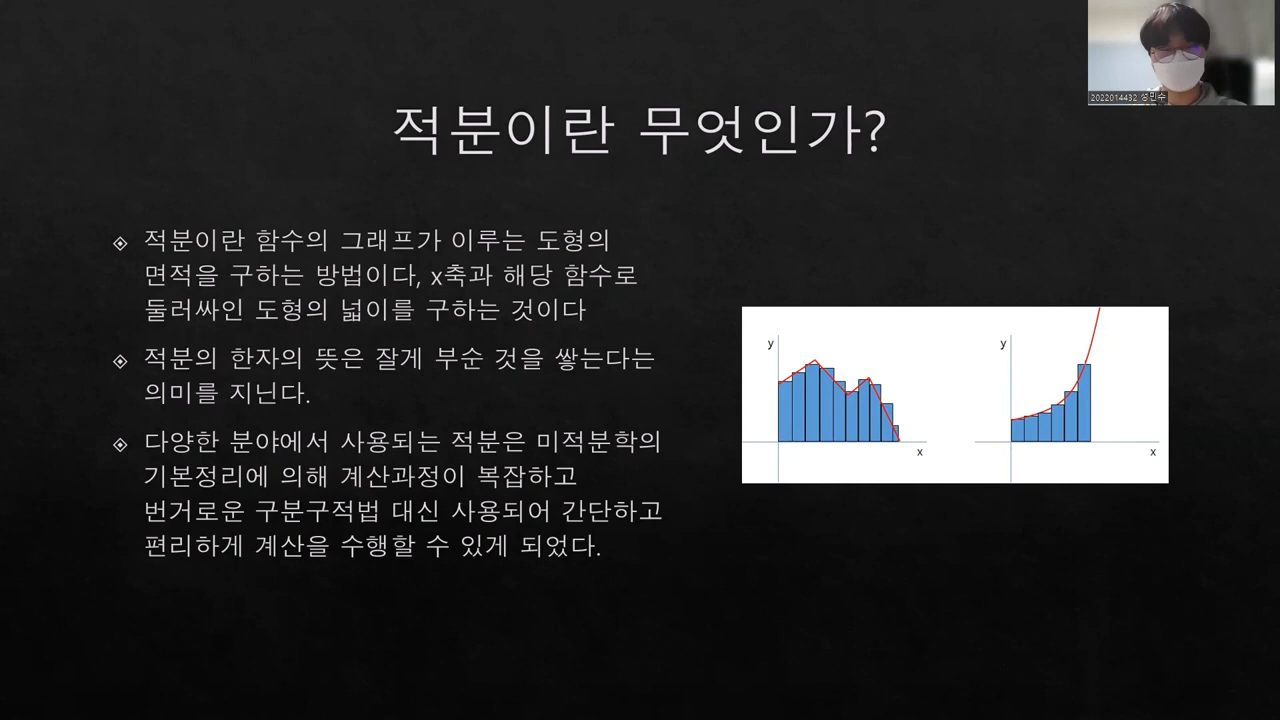 2022014432 성민수
적분이란 무엇인가?
적분이란 함수의 그래프가 이루는 도형의
면적을 구하는 방법이다, x축과 해당 함수로
둘러싸인 도형의 넓이를 구하는 것이다
적분의 한자의 뜻은 잘게 부순 것을 쌓는다는
의미를 지닌다.
다양한 분야에서 사용되는 적분은 미적분학의
기본정리에 의해 계산과정이 복잡하고
번거로운 구분구적법 대신 사용되어 간단하고
편리하게 계산을 수행할 수 있게 되었다.
y
x
y
x